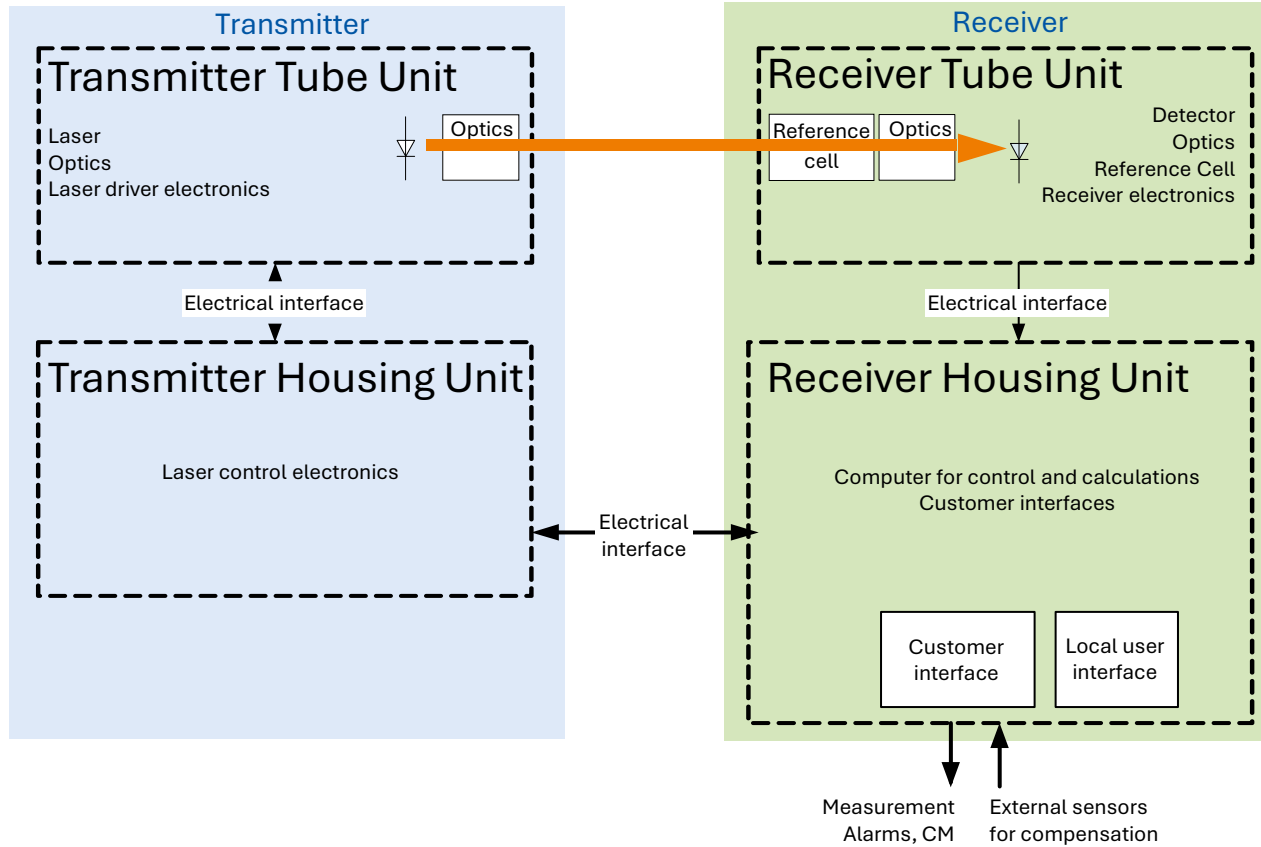 Transmitter
Transmitter Tube Unit
Laser
Optics
Laser driver electronics
Optics
Electrical interface
Transmitter Housing Unit
Laser control electronics
Electrical
interface
Receiver
Receiver Tube Unit
Reference
cell
Optics
Detector
Optics
Reference Cell
Receiver electronics
Electrical interface
Receiver Housing Unit
Computer for control and calculations
Customer interfaces
Customer
interface
Local user
interface
Measurement
Alarms, CM
External sensors
for compensation